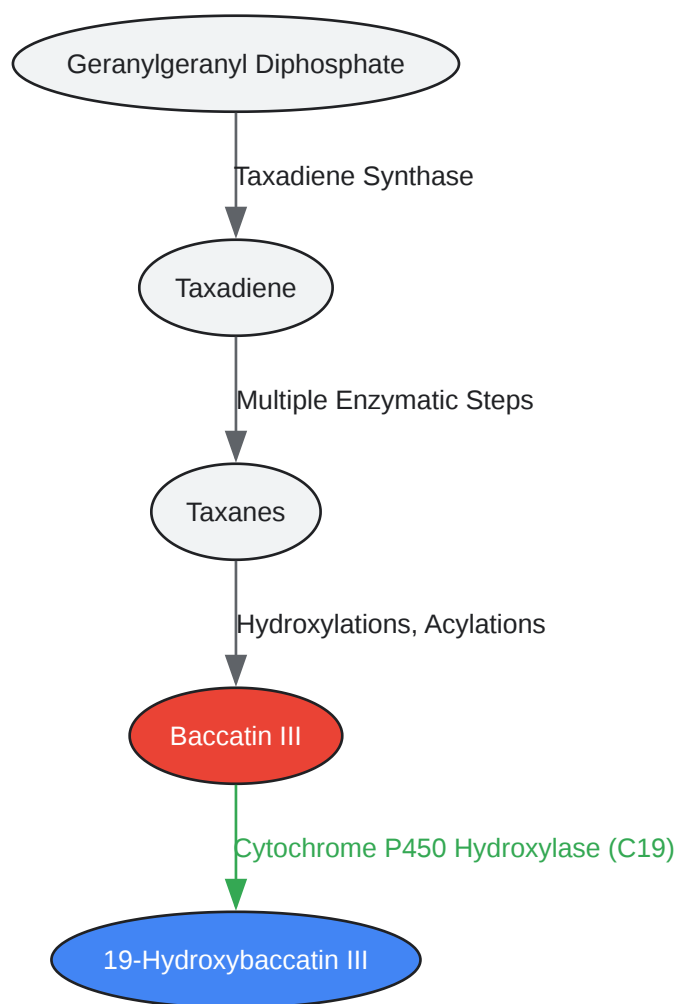 Geranylgeranyl Diphosphate
Taxadiene Synthase
Taxadiene
Multiple Enzymatic Steps
Taxanes
Hydroxylations, Acylations
Baccatin III
Cytochrome P450 Hydroxylase (C19)
19-Hydroxybaccatin III